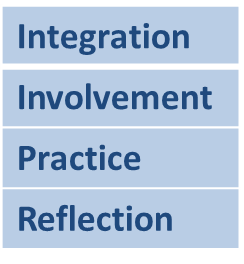 Integration
Involvement
Practice
Reflection